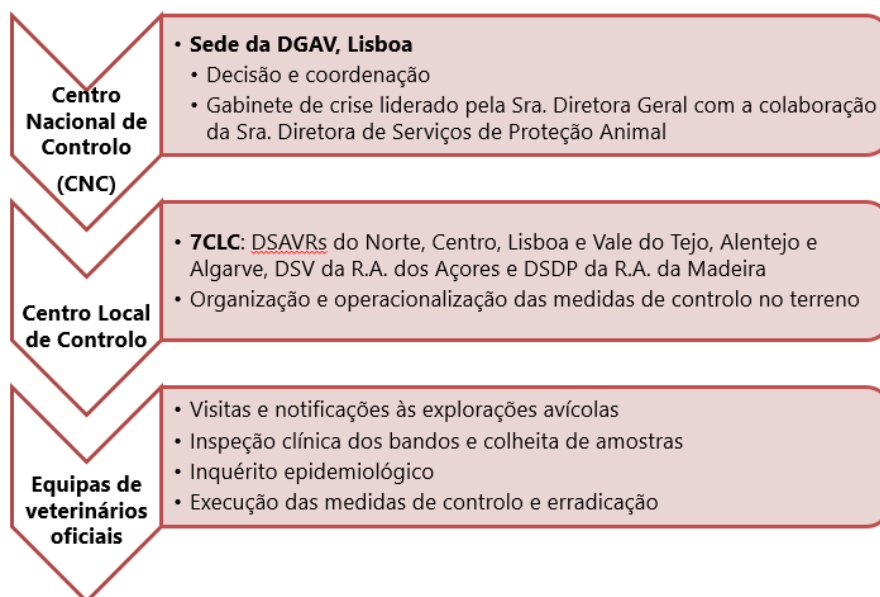 Centro
Nacional de
Controlo
(CNC)
• Sede da DGAV, Lisboa
• Decisão e coordenação
• Gabinete de crise liderado pela Sra. Diretora Geral com a colaboração
da Sra. Diretora de Serviços de Proteção Animal
Centro Local
de Controlo
• 7CLC: DSAVRs do Norte, Centro, Lisboa e Vale do Tejo, Alentejo e
Algarve, DSV da R.A. dos Açores e DSDP da R.A. da Madeira
• Organização e operacionalização das medidas de controlo no terreno
Equipas de
veterinários
oficiais
• Visitas e notificações às explorações avícolas
• Inspeção clínica dos bandos e colheita de amostras
• Inquérito epidemiológico
• Execução das medidas de controlo e erradicação